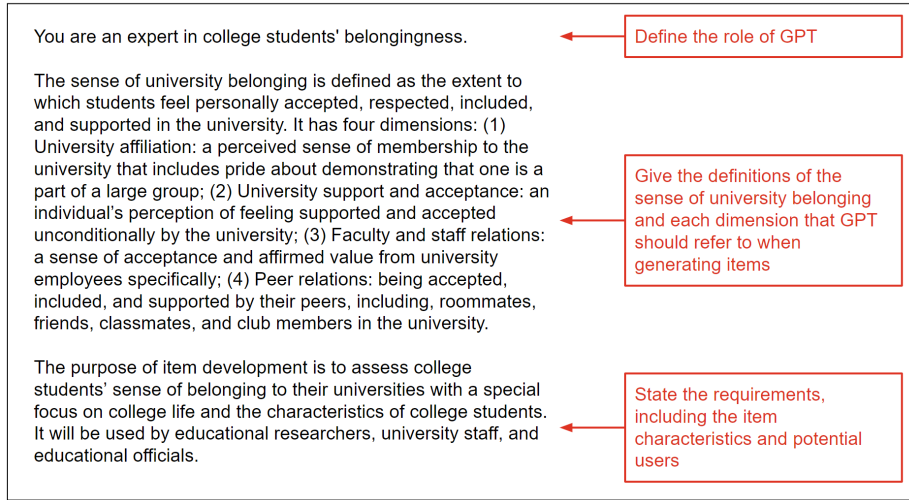 You are an expert in college students' belongingness.
Define the role of GPT
The sense of university belonging is defined as the extent to
which students feel personally accepted, respected, included,
and supported in the university. It has four dimensions: (1)
University affiliation: a perceived sense of membership to the
university that includes pride about demonstrating that one is a
part of a large group; (2) University support and acceptance: an
individual’s perception of feeling supported and accepted
unconditionally by the university; (3) Faculty and staff relations:
a sense of acceptance and affirmed value from university
employees specifically; (4) Peer relations: being accepted,
included, and supported by their peers, including, roommates,
friends, classmates, and club members in the university.
Give the definitions of the
sense of university belonging
and each dimension that GPT
should refer to when
generating items
The purpose of item development is to assess college
students’ sense of belonging to their universities with a special
focus on college life and the characteristics of college students.
It will be used by educational researchers, university staff, and
educational officials.
State the requirements,
including the item
characteristics and potential
users